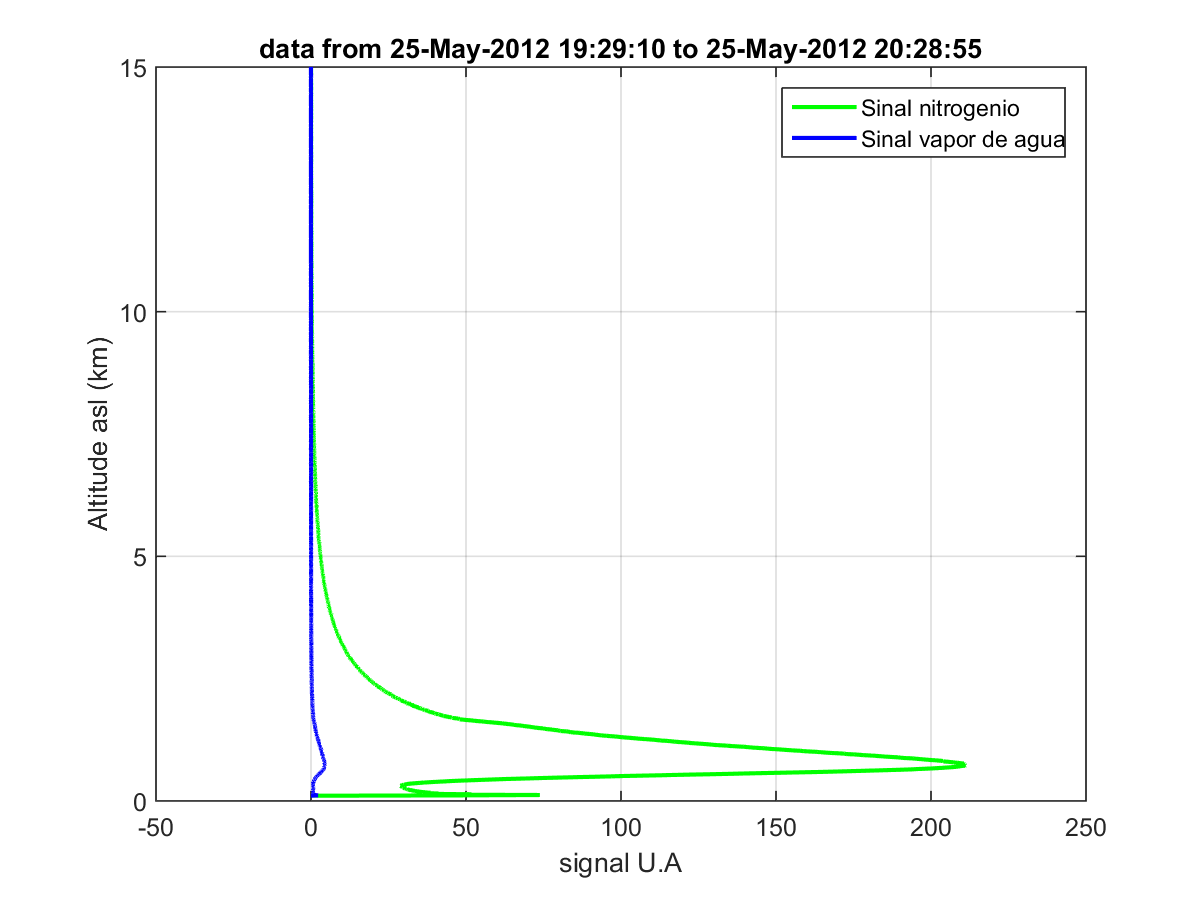 data from 25-May-2012 19:29:10 to 25-May-2012 20:28:55
Sinal nitrogenio
Sinal vapor de agua
15
10
5
0
Altitude asl (km)
-50 0 50 100 150 200 250
signal U.A